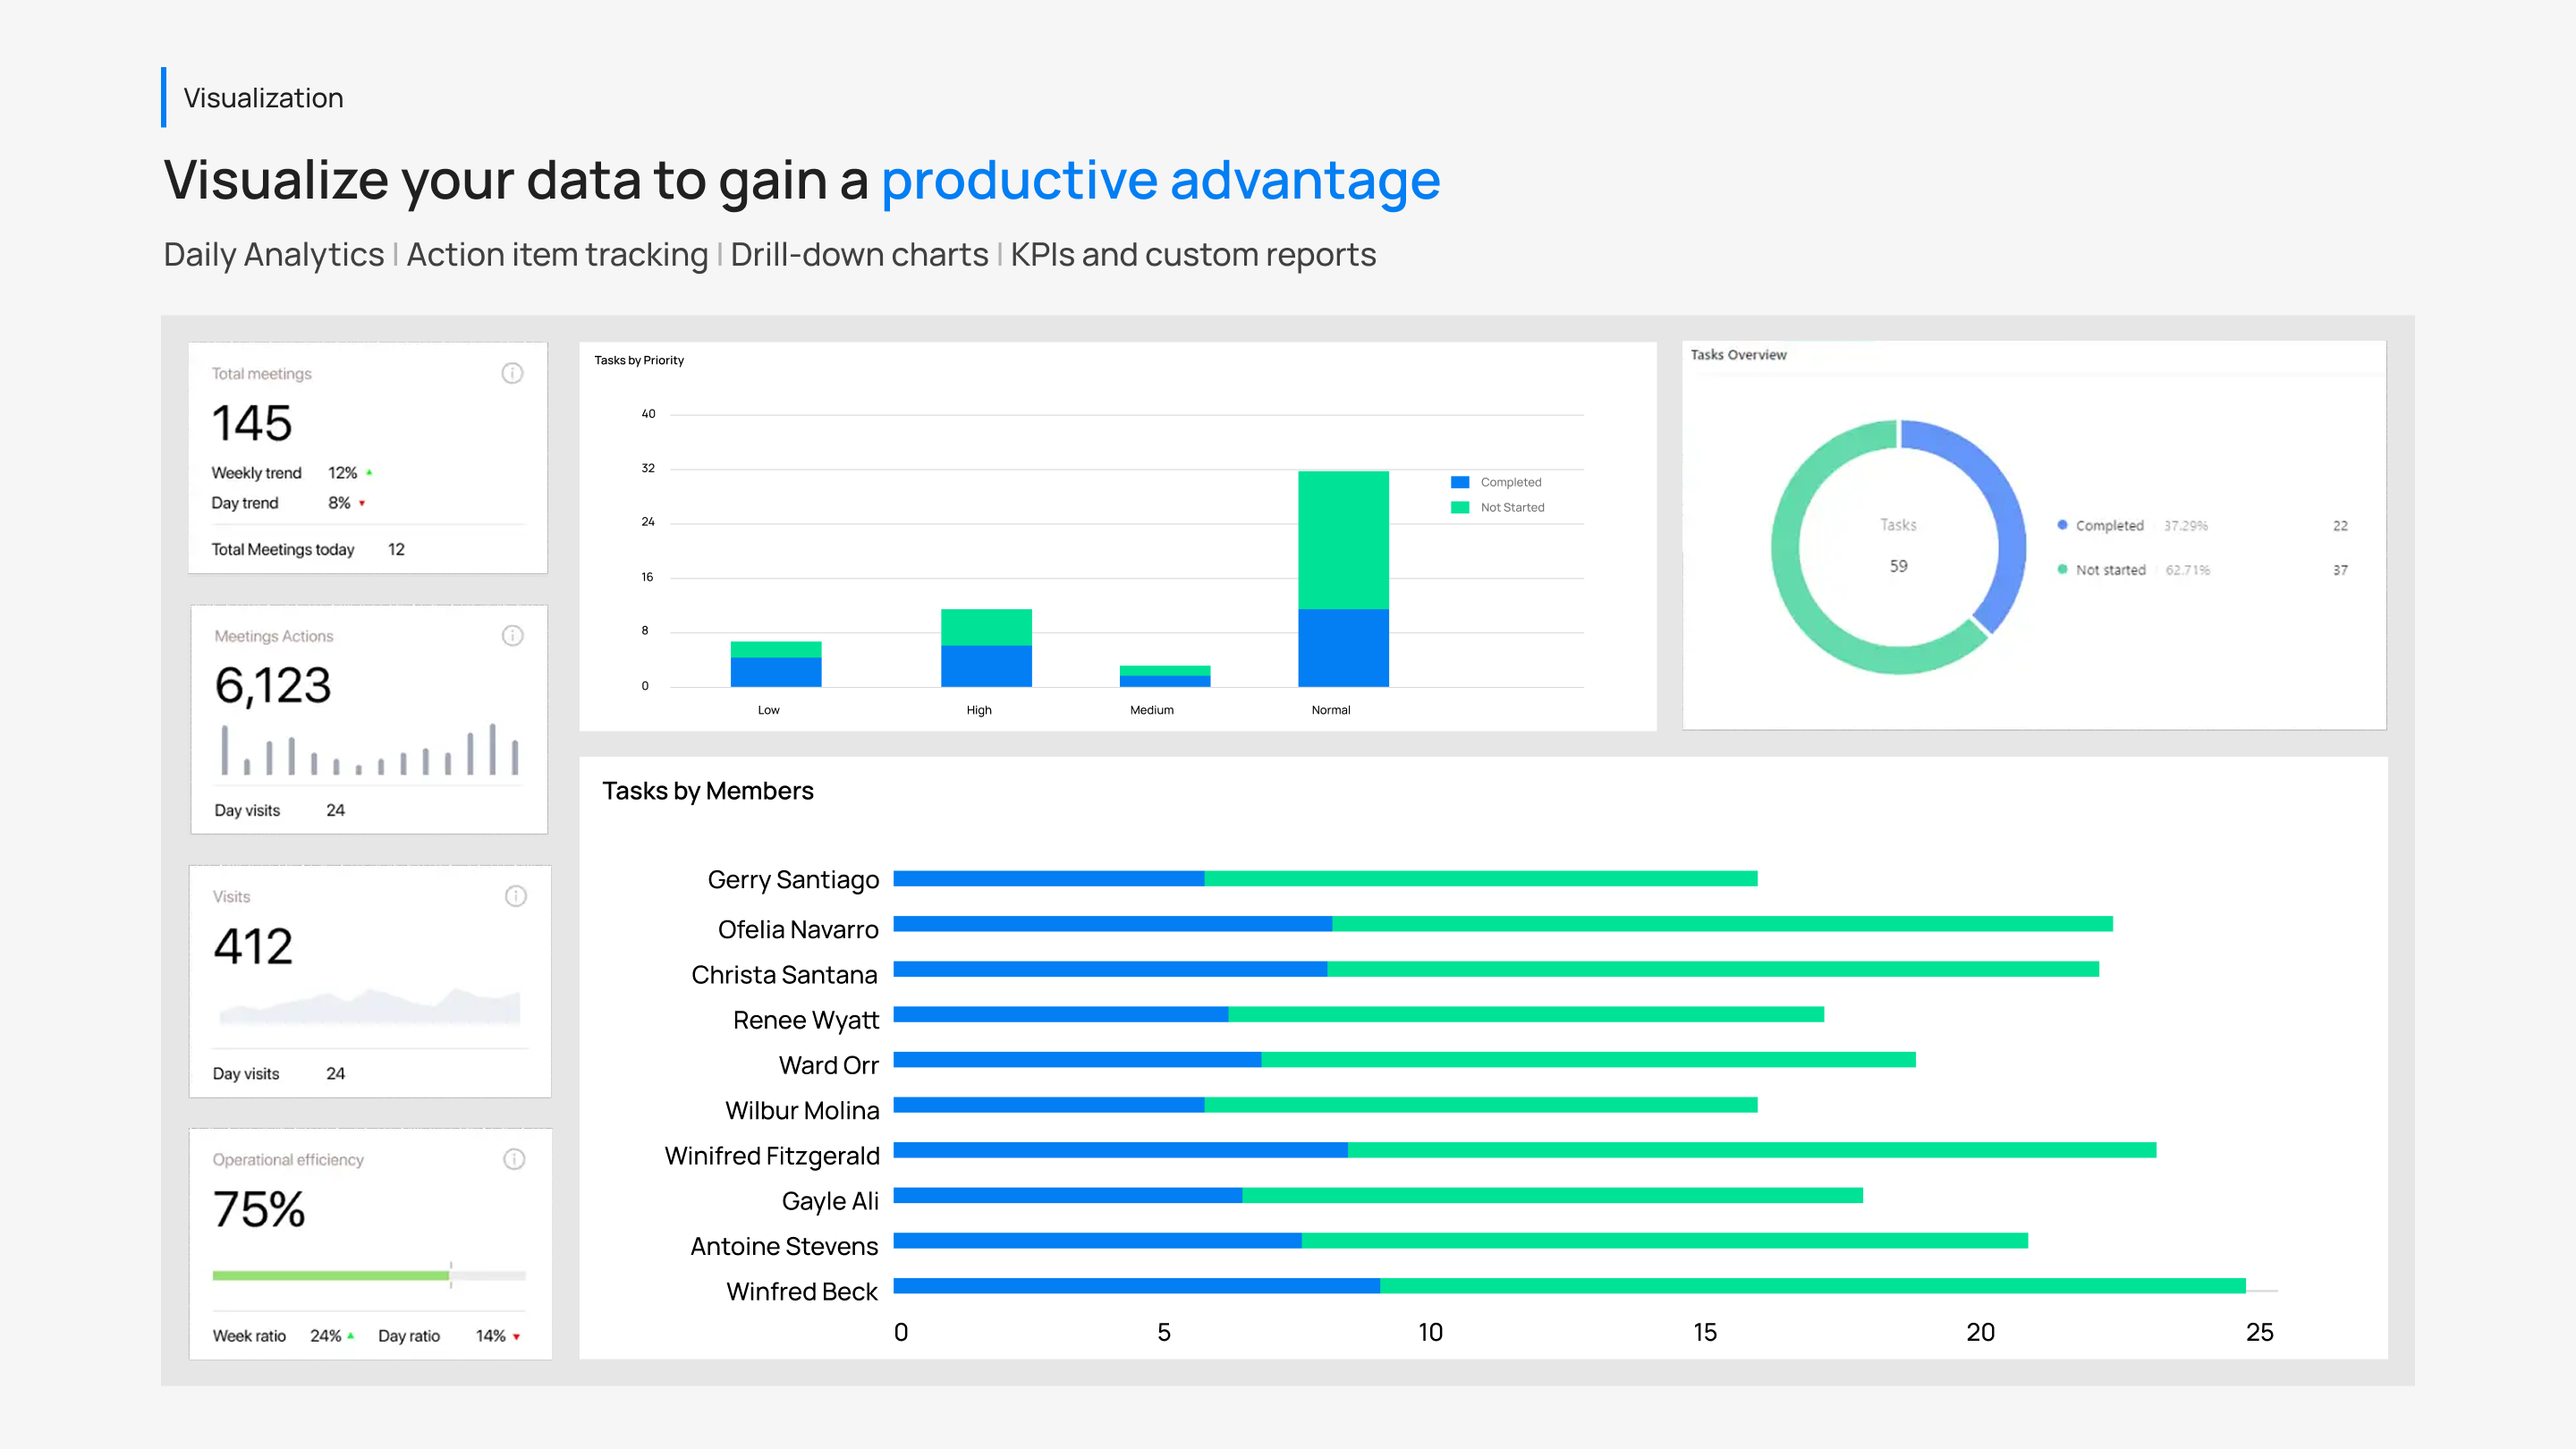 Visualization
Visualize your data to gain a productive advantage
Daily Analytics | Action item tracking | Drill-down charts | KPIs and custom reports
Total meetings
145
Weekly trend 12%
Day trend 8%
Total Meetings today 12
Meetings Actions
6,123
Day visits 24
Visits
412
Day visits 24
Operational efficiency
75%
Week ratio 24% Day ratio 14%
Tasks by Priority
40
32
24
16
8
0
Low High Medium Normal
Completed
Not Started
Tasks Overview
Tasks
59
Completed 37.29% 22
Not started 62.71% 37
Tasks by Members
Gerry Santiago
Ofelia Navarro
Christa Santana
Renee Wyatt
Ward Orr
Wilbur Molina
Winifred Fitzgerald
Gayle Ali
Antoine Stevens
Winfred Beck
0 5 10 15 20 25